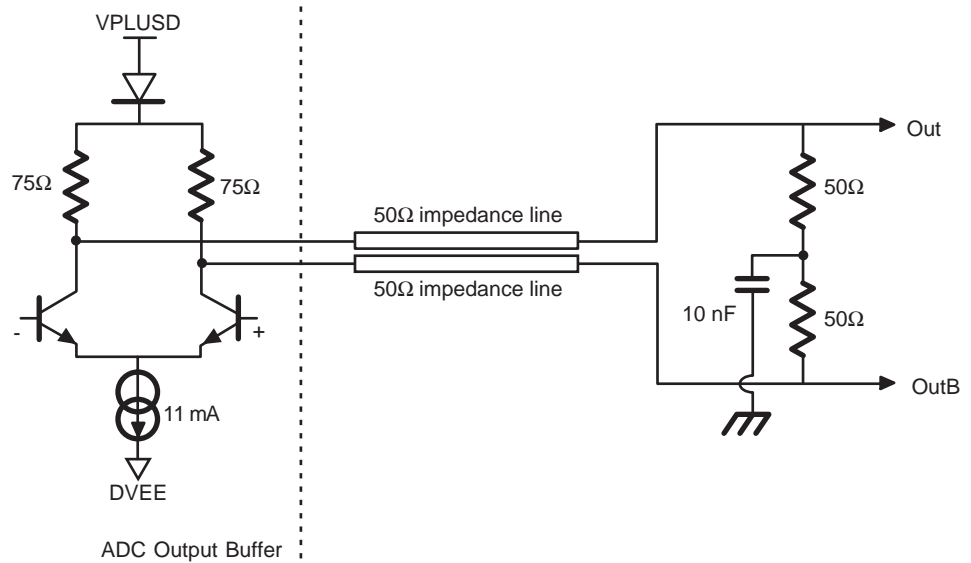 VPLUSD
75Ω
75Ω
50Ω impedance line
50Ω impedance line
Out
50Ω
10 nF
50Ω
OutB
-
+
11 mA
DVEE
ADC Output Buffer